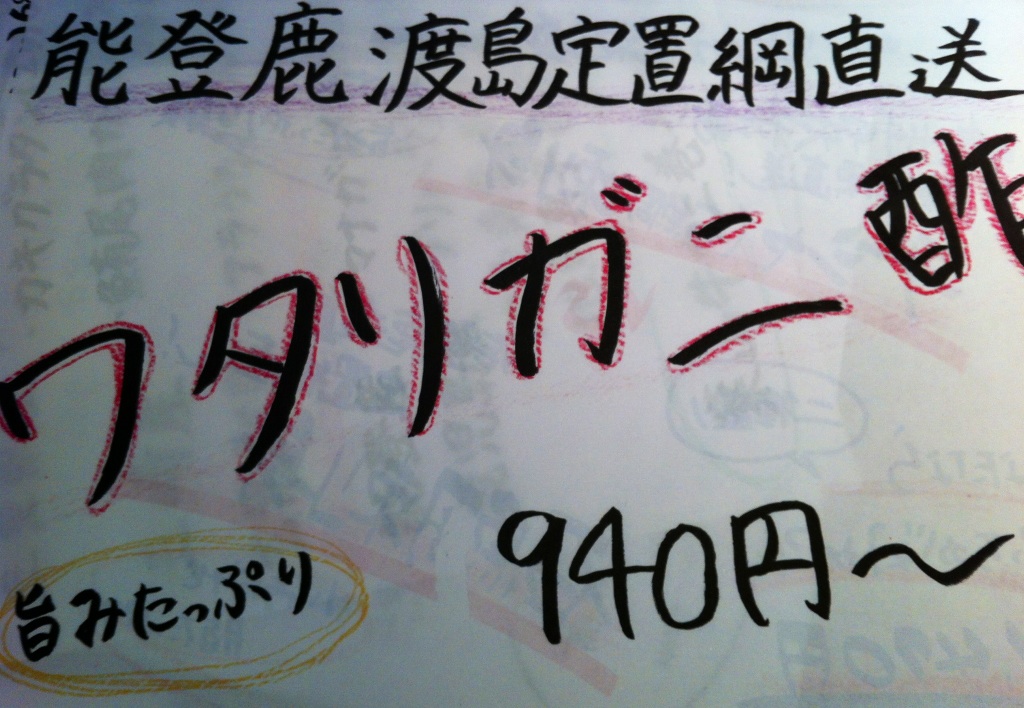 能登鹿渡島定置網直送
ワタリガニ酢
940円〜
旨みたっぷり